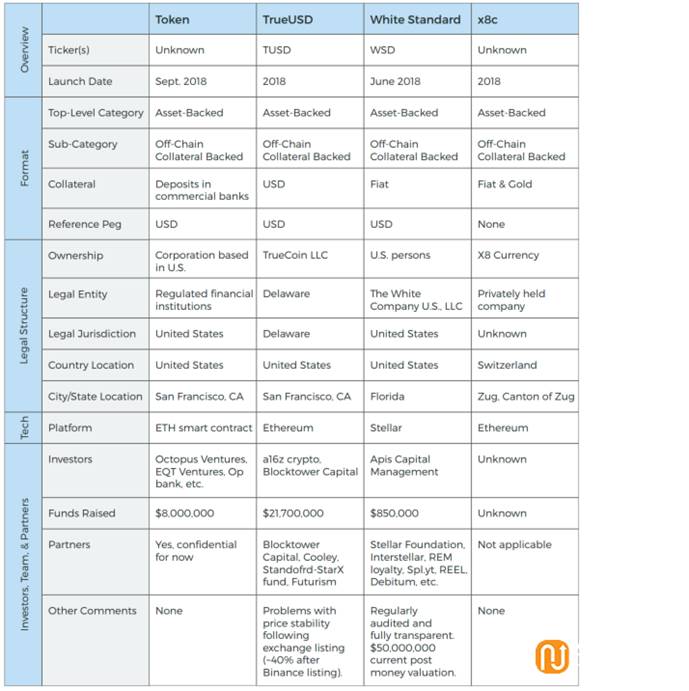 Token TrueUSD White Standard x8c
Overview
Ticker(s) Unknown TUSD WSD Unknown
Launch Date Sept. 2018 2018 June 2018 2018
Format
Top-Level Category Asset-Backed Asset-Backed Asset-Backed Asset-Backed
Sub-Category Off-Chain Off-Chain Off-Chain Off-Chain
Collateral Backed Collateral Backed Collateral Backed Collateral Backed
Collateral Deposits in USD Fiat Fiat & Gold
commercial banks
Reference Peg USD USD USD None
Legal Structure
Ownership Corporation based TrueCoin LLC U.S. persons X8 Currency
in U.S.
Legal Entity Regulated financial Delaware The White Privately held
institutions Company U.S., LLC company
Legal Jurisdiction United States Delaware United States Unknown
Country Location United States United States United States Switzerland
City/State Location San Francisco, CA San Francisco, CA Florida Zug, Canton of Zug
Tech
Platform ETH smart contract Ethereum Stellar Ethereum
Investors, Team, & Partners
Investors Octopus Ventures, a16z crypto, Apis Capital Unknown
EQT Ventures, Op Blocktower Capital Management
bank, etc.
Funds Raised $8,000,000 $21,700,000 $850,000 Unknown
Partners Yes, confidential Blocktower Stellar Foundation, Not applicable
for now Capital, Cooley, Interstellar, REM
Standofrd-StarX loyalty, Spl.yt, REEL,
fund, Futurism Debitum, etc.
Other Comments None Problems with Regularly None
price stability audited and
following fully transparent.
exchange listing $50,000,000
(~40% after current post
Binance listing). money valuation.